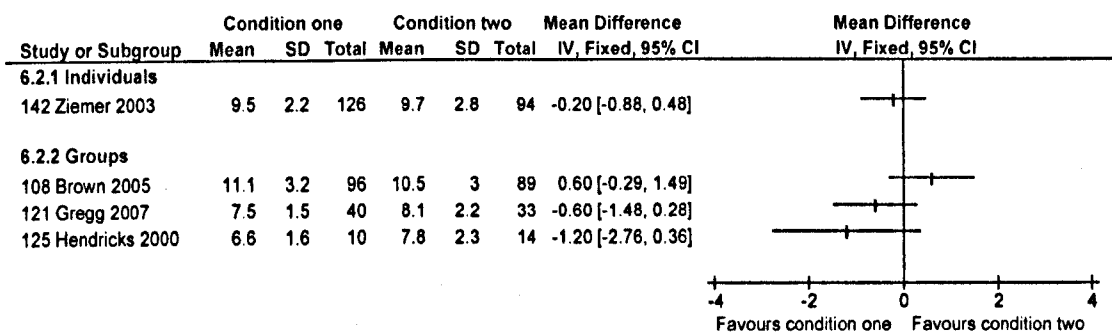 Condition one Condition two Mean Difference Mean Difference
Study or Subgroup Mean SD Total Mean SD Total IV, Fixed, 95% CI IV, Fixed, 95% CI
6.2.1 Individuals
142 Ziemer 2003 9.5 2.2 126 9.7 2.8 94 -0.20 [-0.88, 0.48]
6.2.2 Groups
108 Brown 2005 11.1 3.2 96 10.5 3 89 0.60 [-0.29, 1.49]
121 Gregg 2007 7.5 1.5 40 8.1 2.2 33 -0.60 [-1.48, 0.28]
125 Hendricks 2000 6.6 1.6 10 7.8 2.3 14 -1.20 [-2.76, 0.36]
-4 -2 0 2 4
Favours condition one Favours condition two